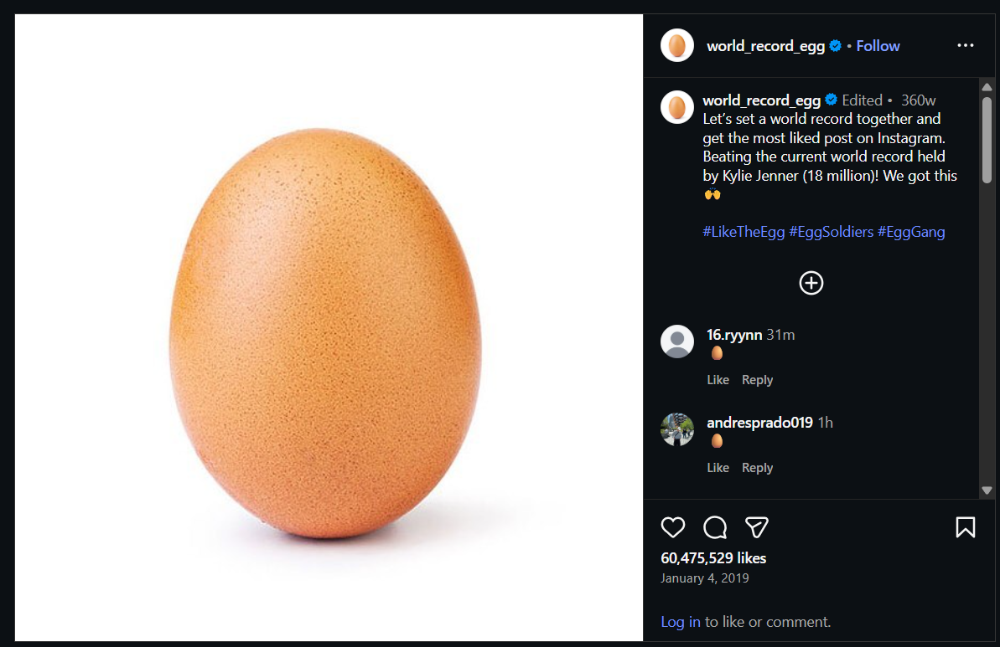 world_record_egg • Follow
world_record_egg Edited • 360w
Let’s set a world record together and
get the most liked post on Instagram.
Beating the current world record held
by Kylie Jenner (18 million)! We got this
🙌
#LikeTheEgg #EggSoldiers #EggGang
16.ryynn 31m
🥚
Like Reply
andresprado019 1h
🥚
Like Reply
60,475,529 likes
January 4, 2019
Log in to like or comment.